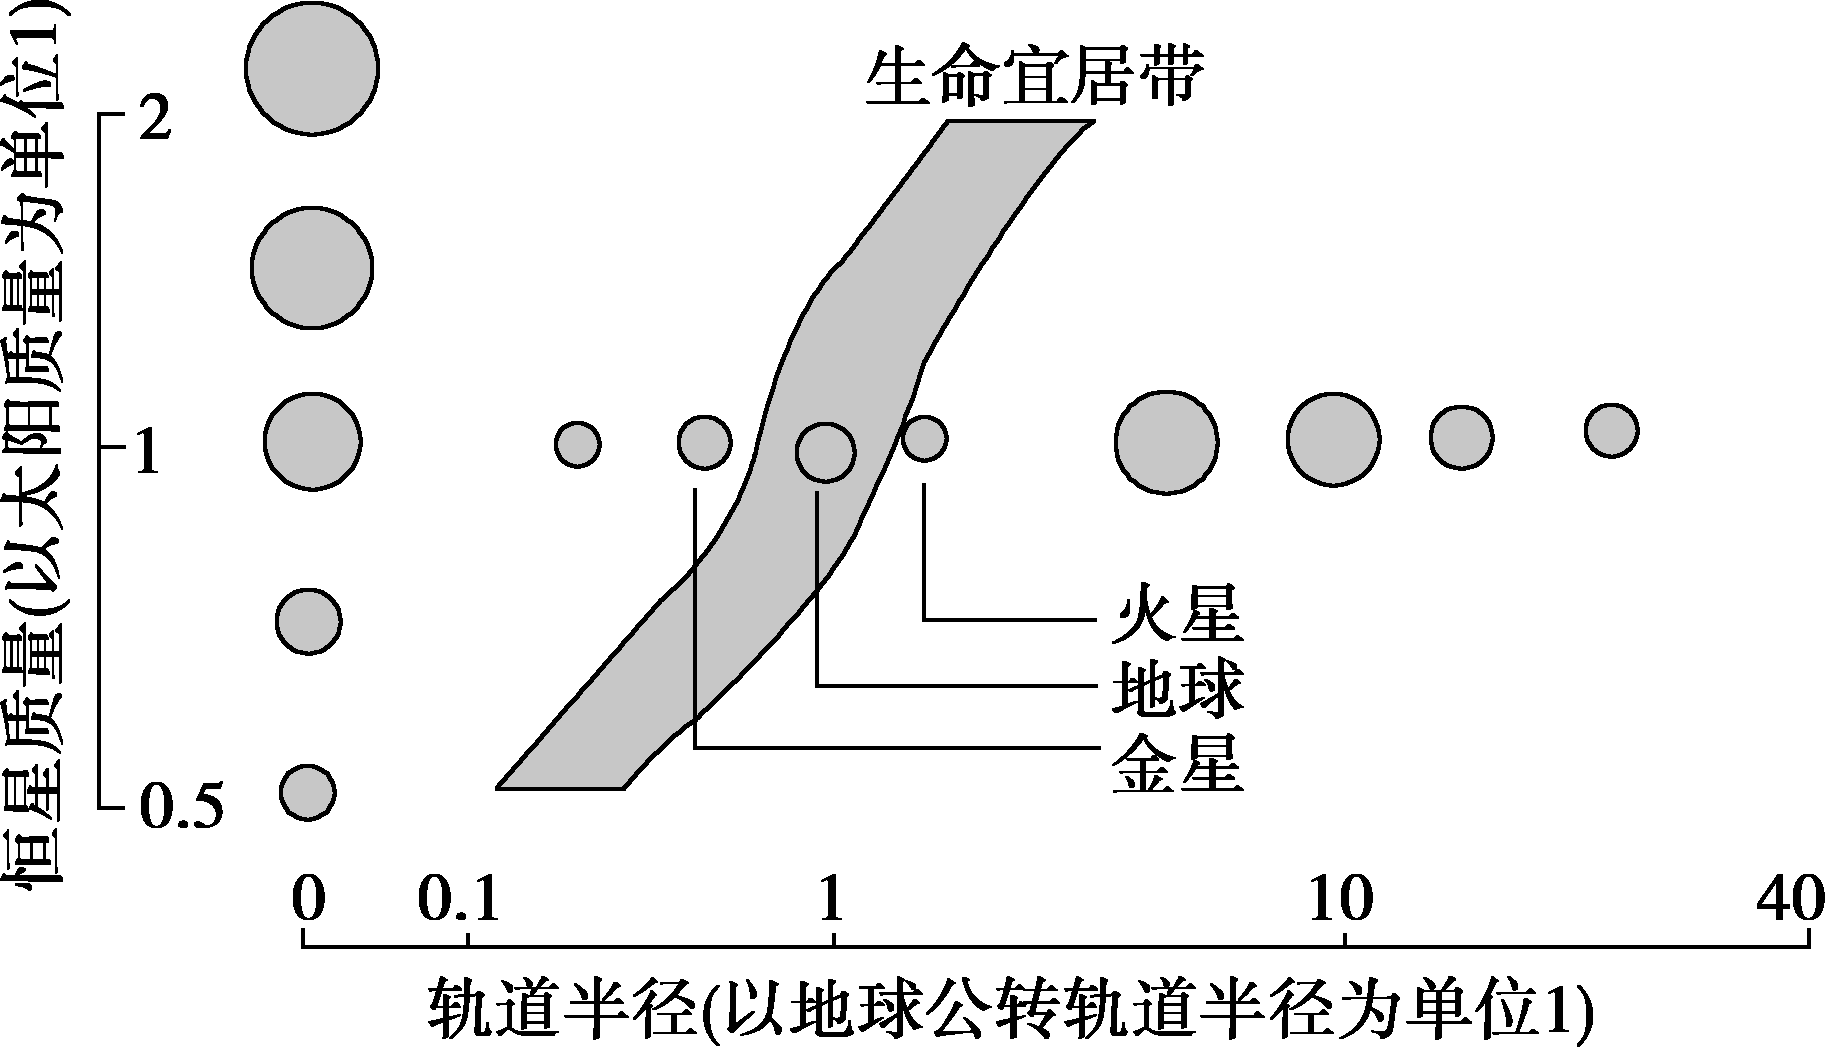 生命宜居带
恒星质量(以太阳质量为单位1)
2
1
0.5
火星
地球
金星
0 0.1 1 10 40
轨道半径(以地球公转轨道半径为单位1)